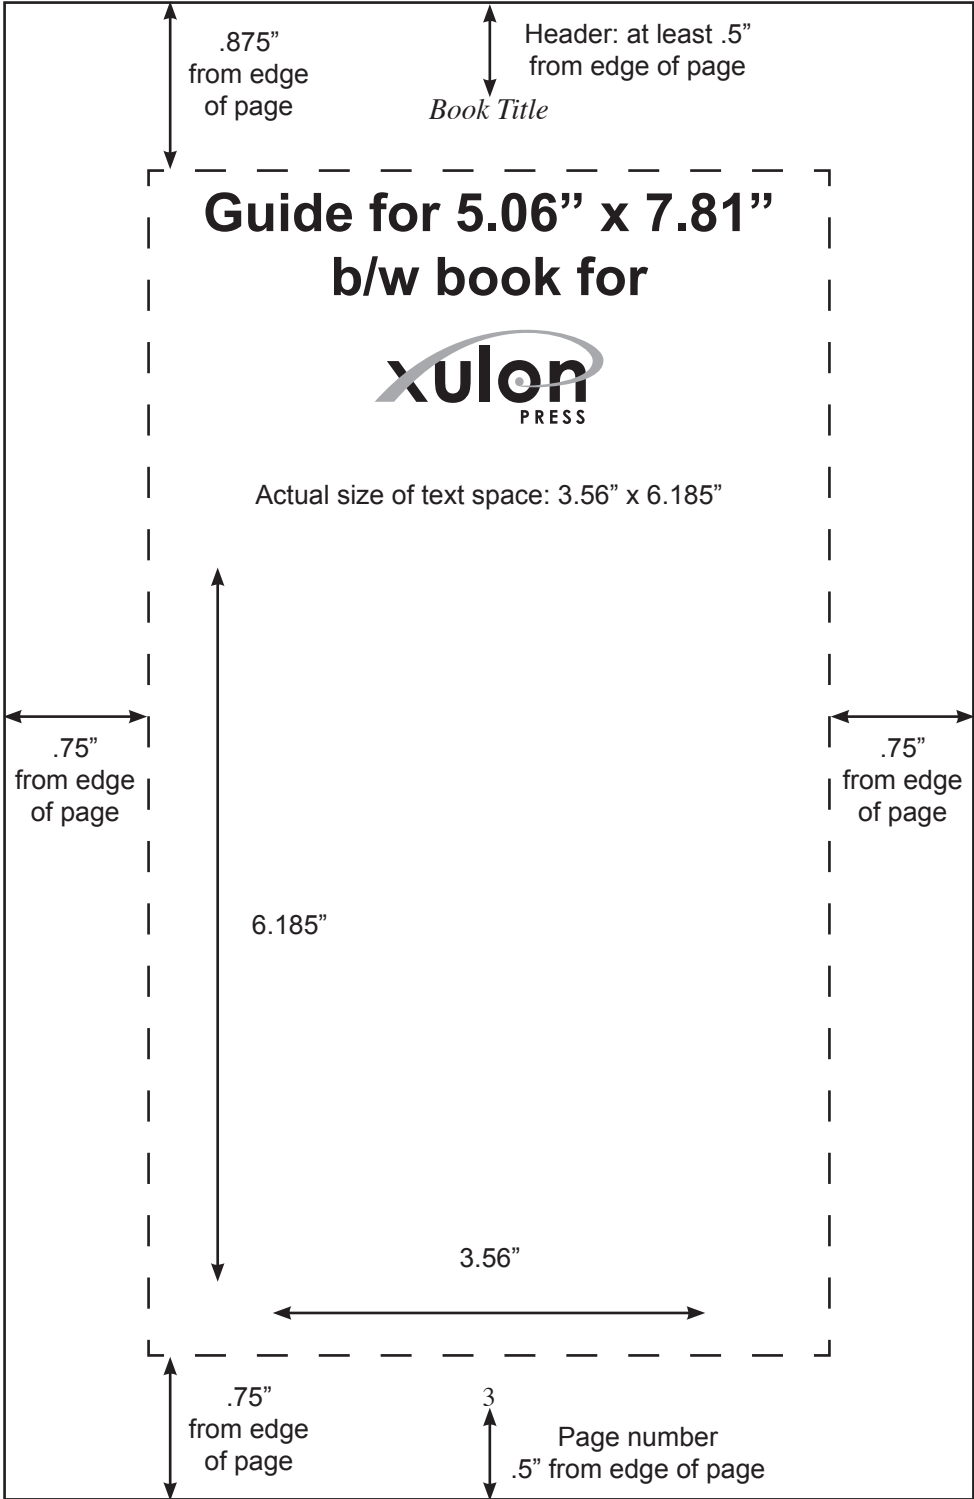 .875”
from edge
of page
Header: at least .5”
from edge of page
Book Title
Guide for 5.06” x 7.81”
b/w book for
xulon
PRESS
Actual size of text space: 3.56” x 6.185”
.75”
from edge
of page
.75”
from edge
of page
6.185”
3.56”
.75”
from edge
of page
3
Page number
.5” from edge of page